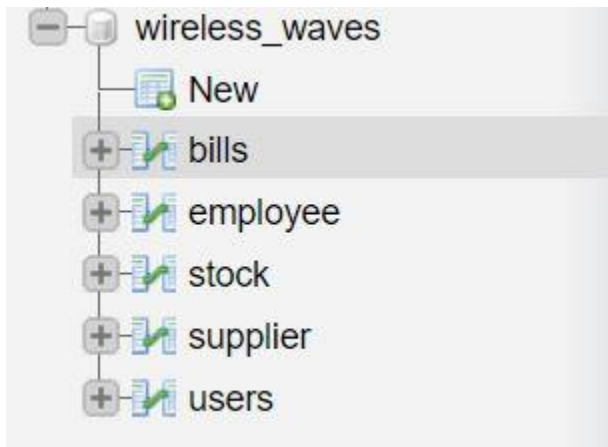 wireless_waves
New
bills
employee
stock
supplier
users